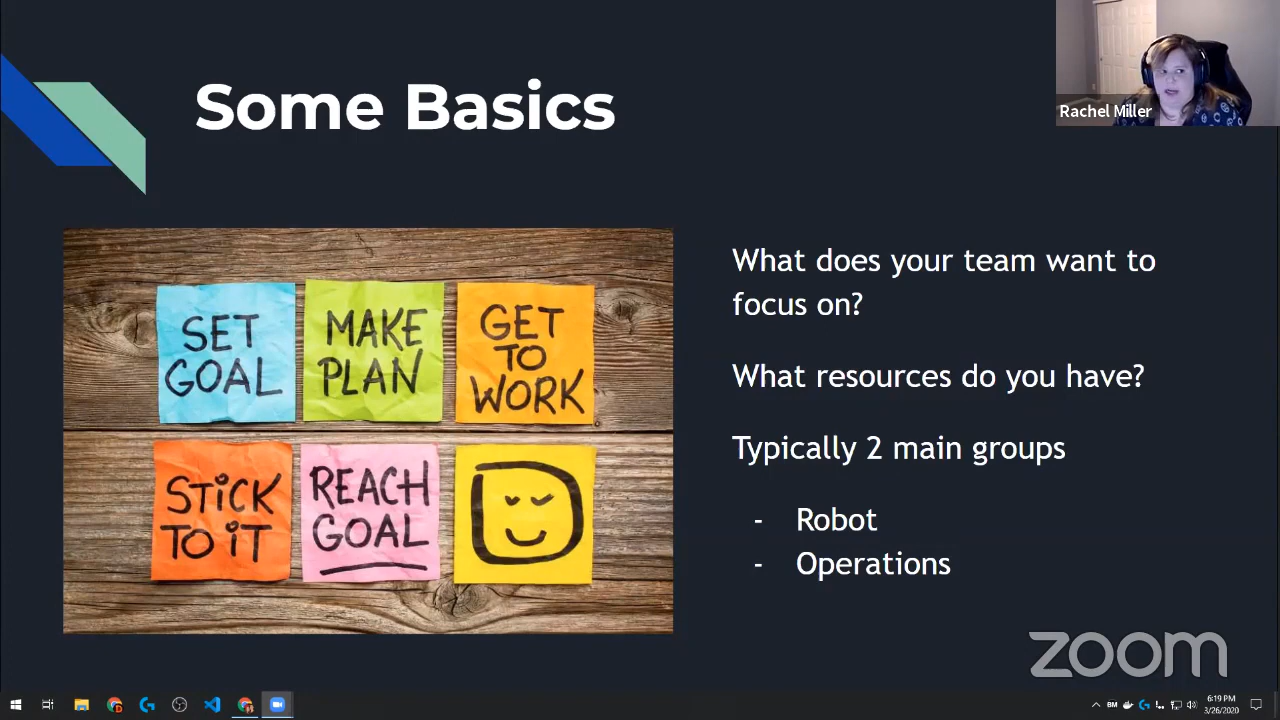 Some Basics
Rachel Miller
SET
GOAL
MAKE
PLAN
GET
TO
WORK
STICK
TO IT
REACH
GOAL
What does your team want to
focus on?
What resources do you have?
Typically 2 main groups
- Robot
- Operations
zoom
BM
6:19 PM
3/26/2020